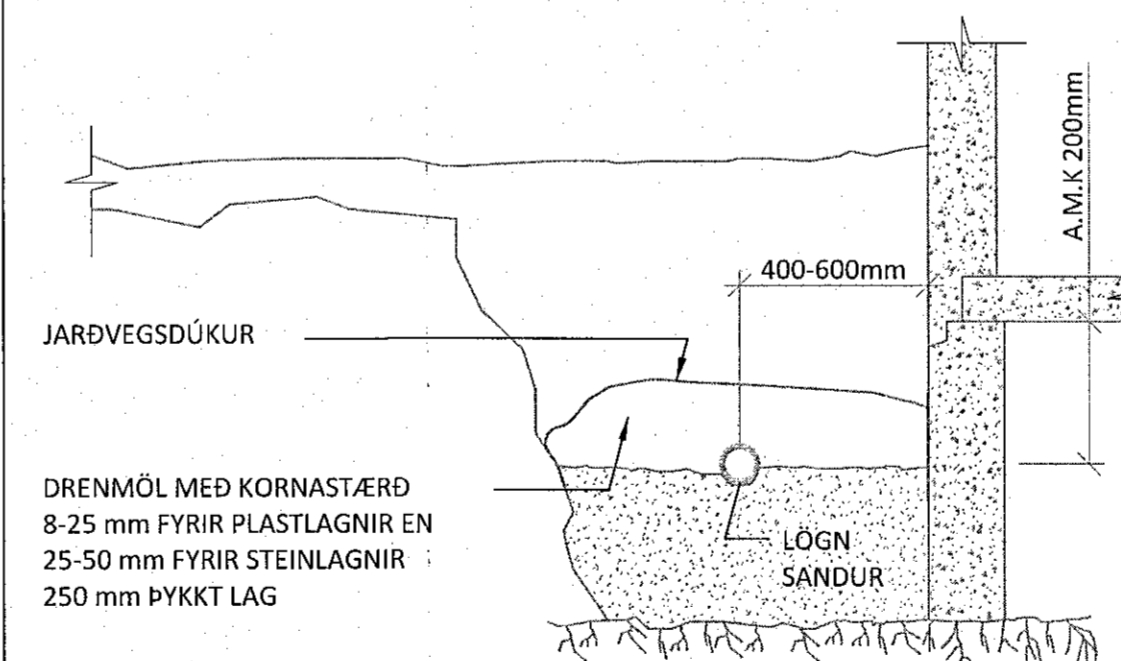 A.M.K 200mm
400-600mm
JARÐVEGSDÚKUR
DRENMÖL MEÐ KORNASTÆRÐ
8-25 mm FYRIR PLASTLAGNIR EN
25-50 mm FYRIR STEINLAGNIR
250 mm ÞYKKT LAG
LÖGN
SANDUR